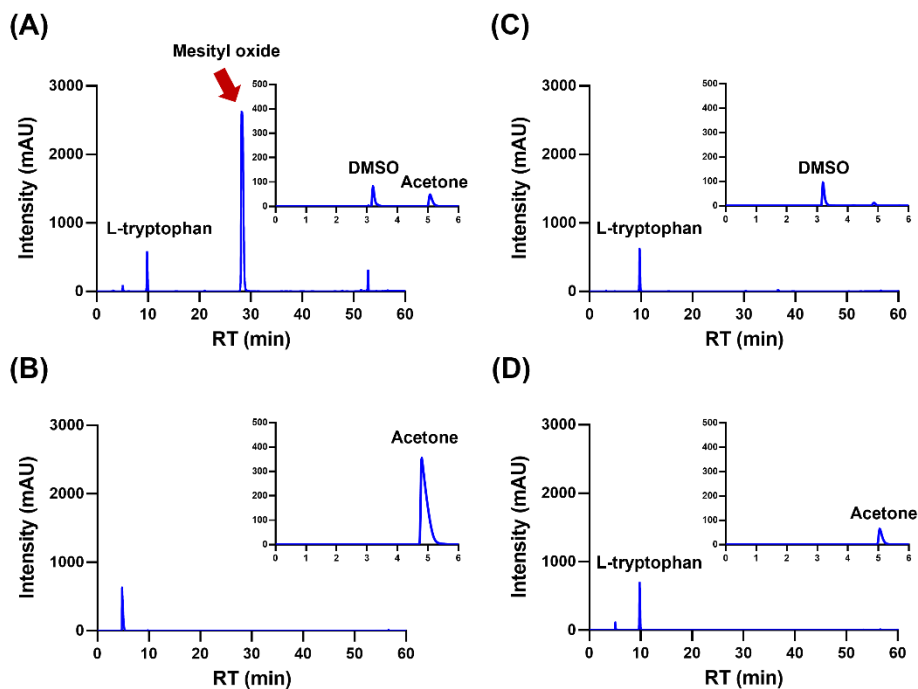 (A)
Mesityl oxide
3000
2000
1000
0
Intensity (mAU)
L-tryptophan
500
400
300
200
100
0
DMSO
Acetone
0 1 2 3 4 5 6
0 10 20 30 40 50 60
RT (min)
(C)
3000
2000
1000
0
Intensity (mAU)
L-tryptophan
500
400
300
200
100
0
DMSO
0 1 2 3 4 5 6
0 10 20 30 40 50 60
RT (min)
(B)
3000
2000
1000
0
Intensity (mAU)
500
400
300
200
100
0
Acetone
0 1 2 3 4 5 6
0 10 20 30 40 50 60
RT (min)
(D)
3000
2000
1000
0
Intensity (mAU)
L-tryptophan
500
400
300
200
100
0
Acetone
0 1 2 3 4 5 6
0 10 20 30 40 50 60
RT (min)